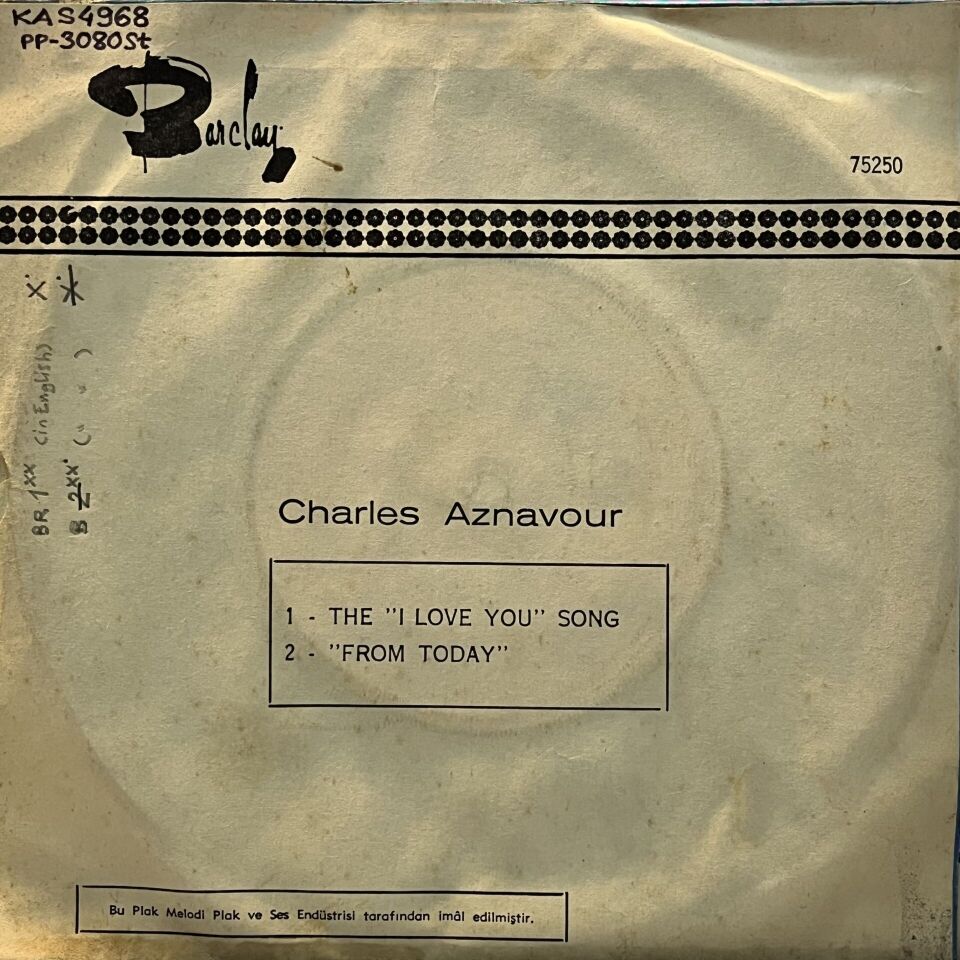 KAS4968
PP-3080St
Barclay
75250
BR 1xx (in English) x
B 2xx (" ")
Charles Aznavour
1 - THE "I LOVE YOU" SONG
2 - "FROM TODAY"
Bu Plak Melodi Plak ve Ses Endüstrisi tarafından imâl edilmiştir.